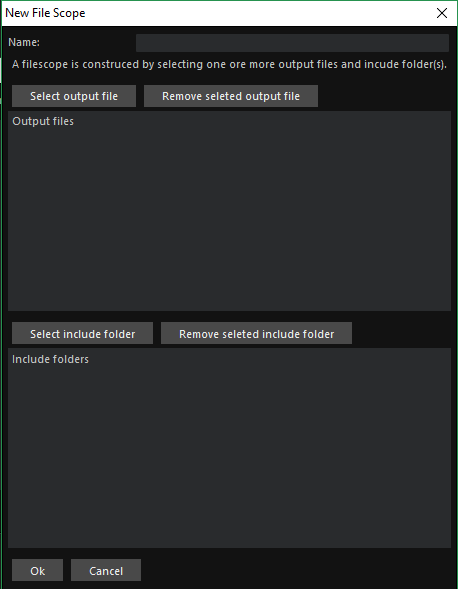 New File Scope
Name:
A filescope is construced by selecting one ore more output files and incude folder(s).
Select output file
Remove seleted output file
Output files
Select include folder
Remove seleted include folder
Include folders
Ok
Cancel